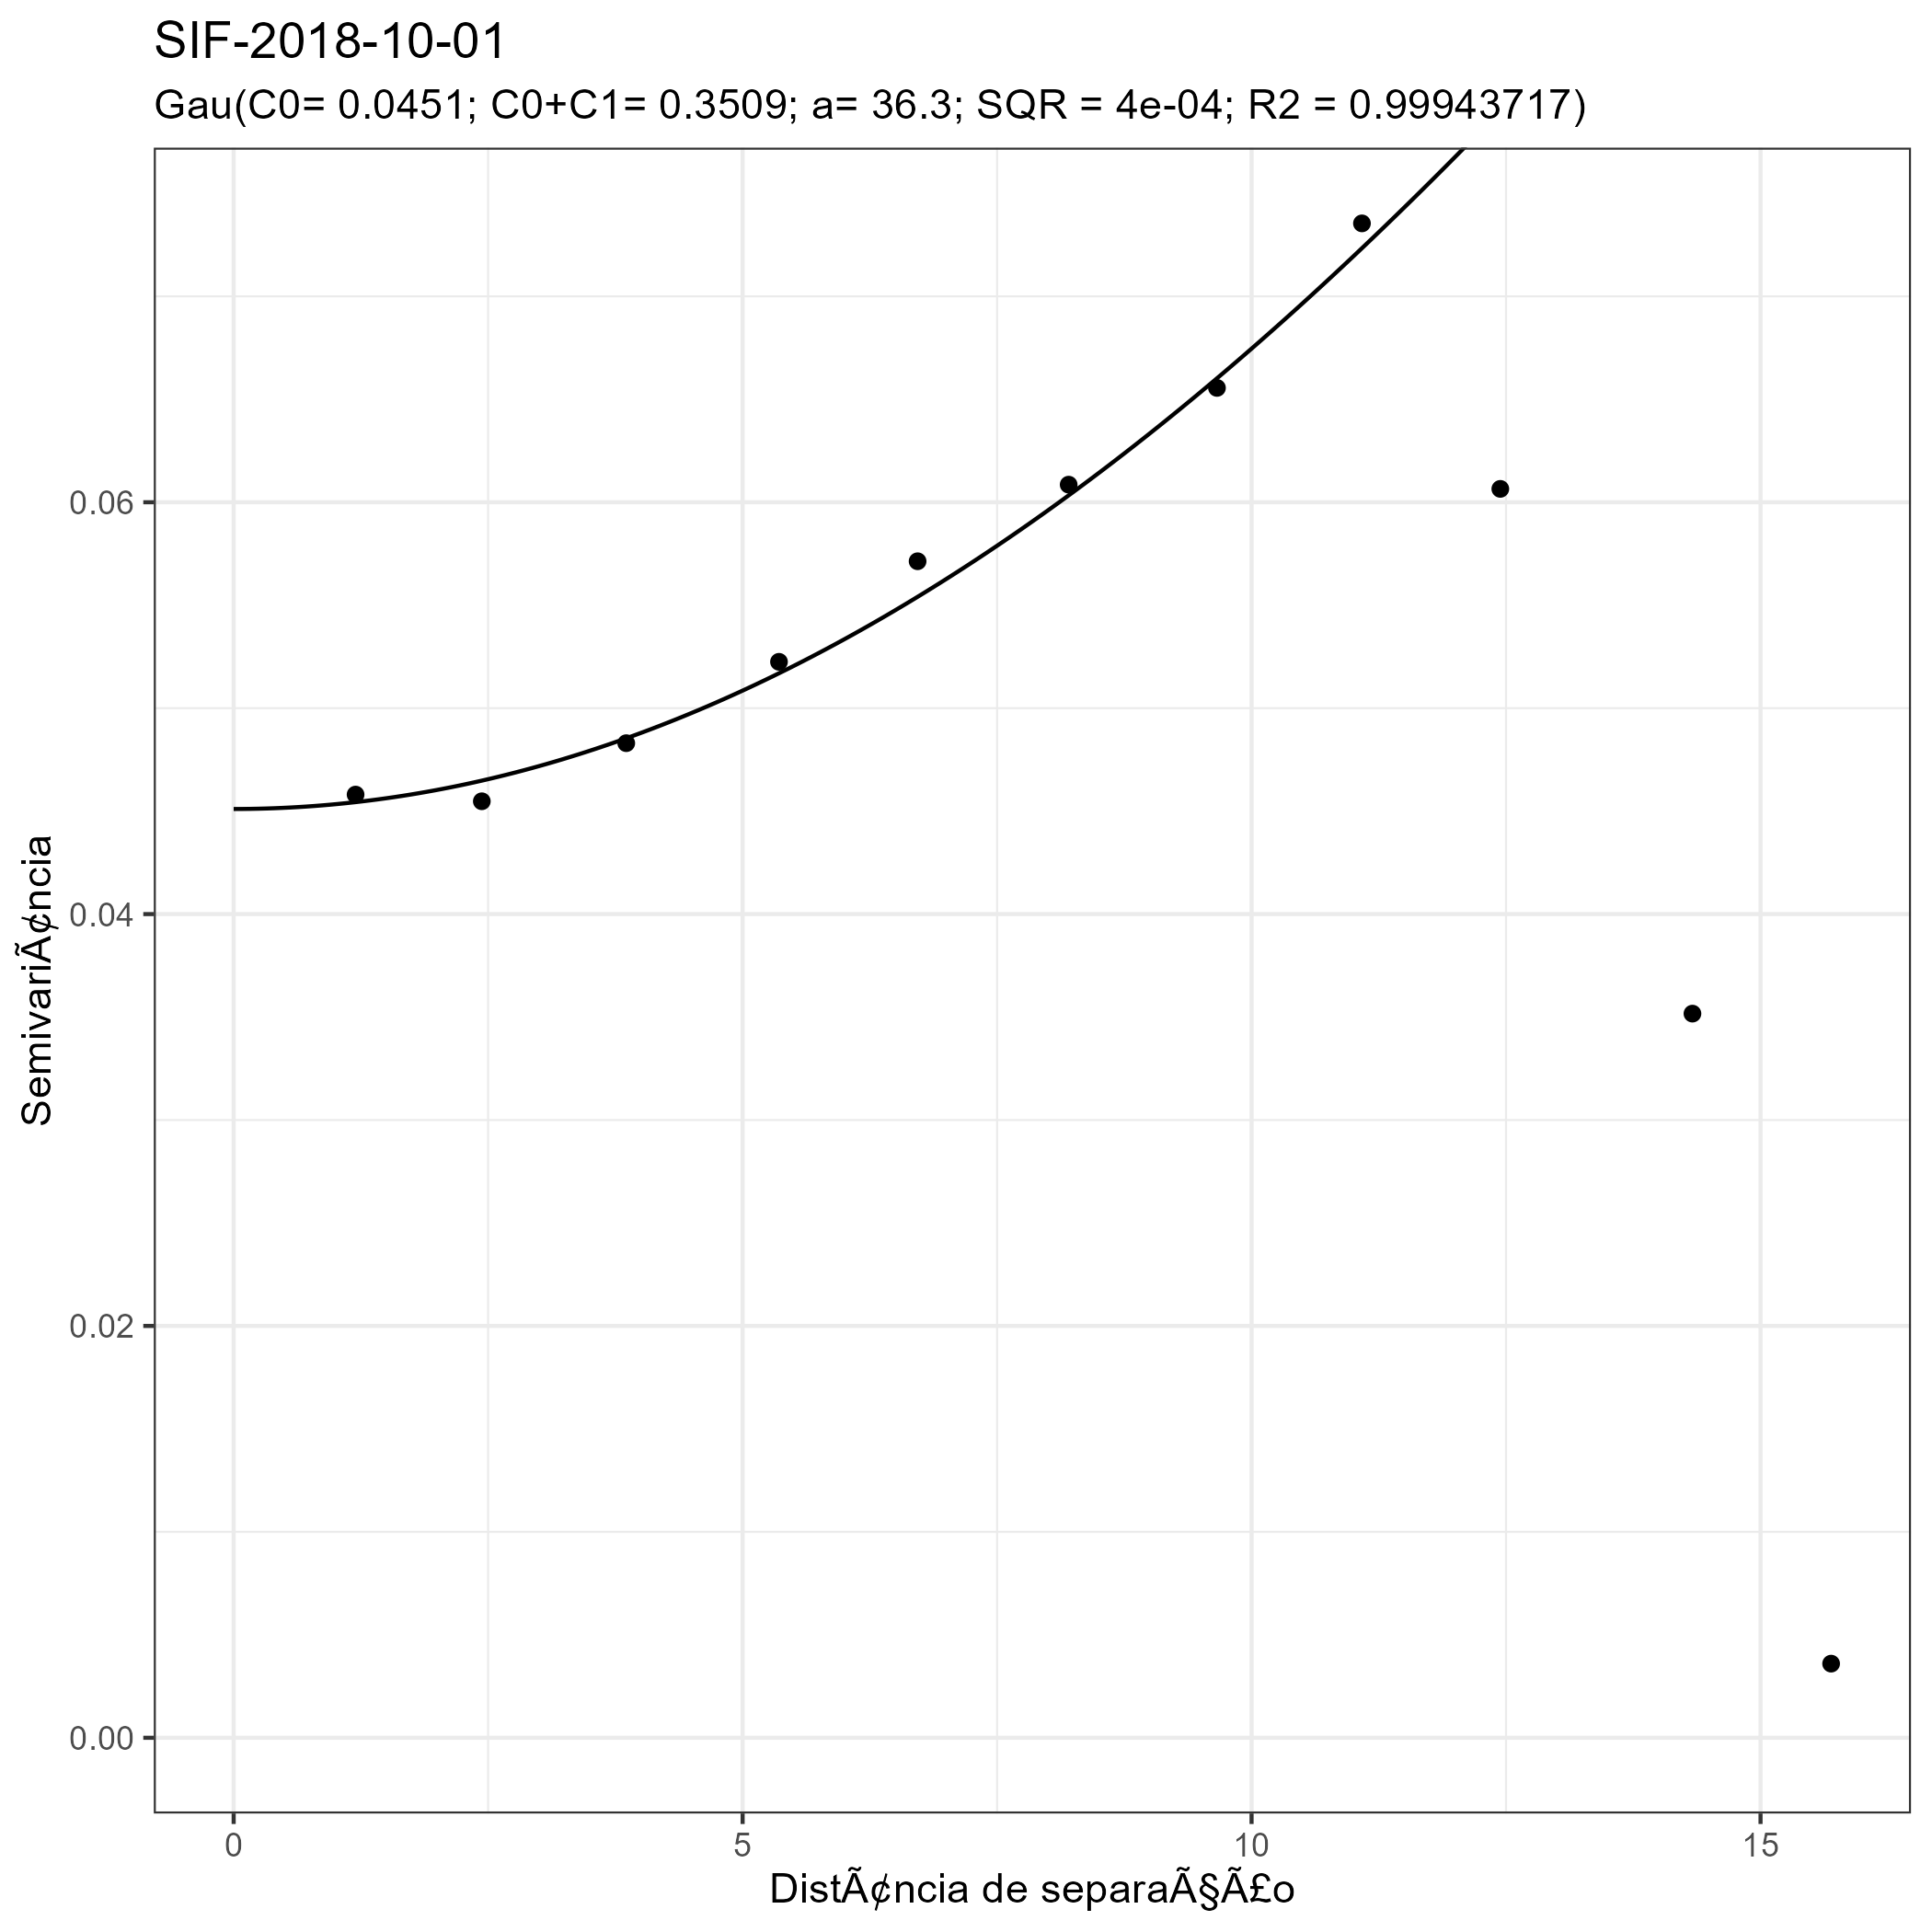 SIF-2018-10-01
Gau(C0= 0.0451; C0+C1= 0.3509; a= 36.3; SQR = 4e-04; R2 = 0.99943717)
SemivariÃ¢ncia
0.06
0.04
0.02
0.00
0 5 10 15
DistÃ¢ncia de separaÃ§Ã£o